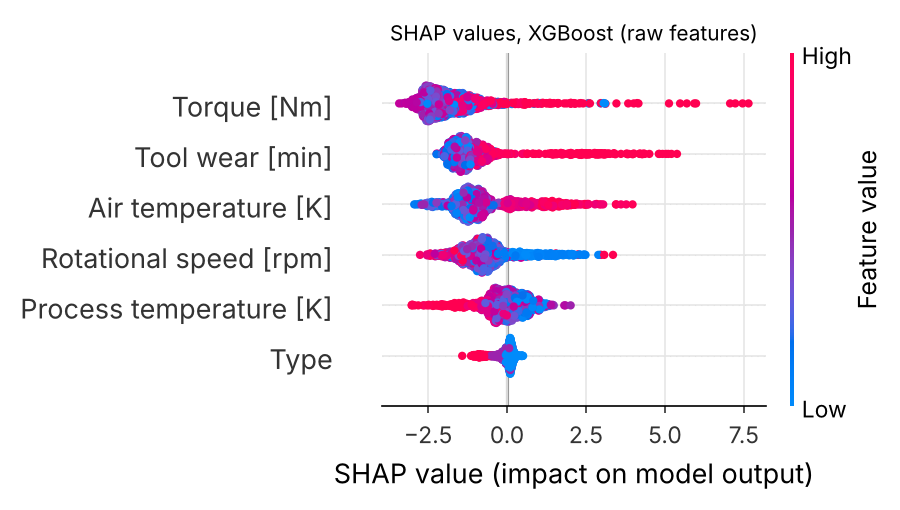 SHAP values, XGBoost (raw features)
High
Torque [Nm]
Tool wear [min]
Air temperature [K]
Rotational speed [rpm]
Process temperature [K]
Type
Feature value
Low
−2.5 0.0 2.5 5.0 7.5
SHAP value (impact on model output)